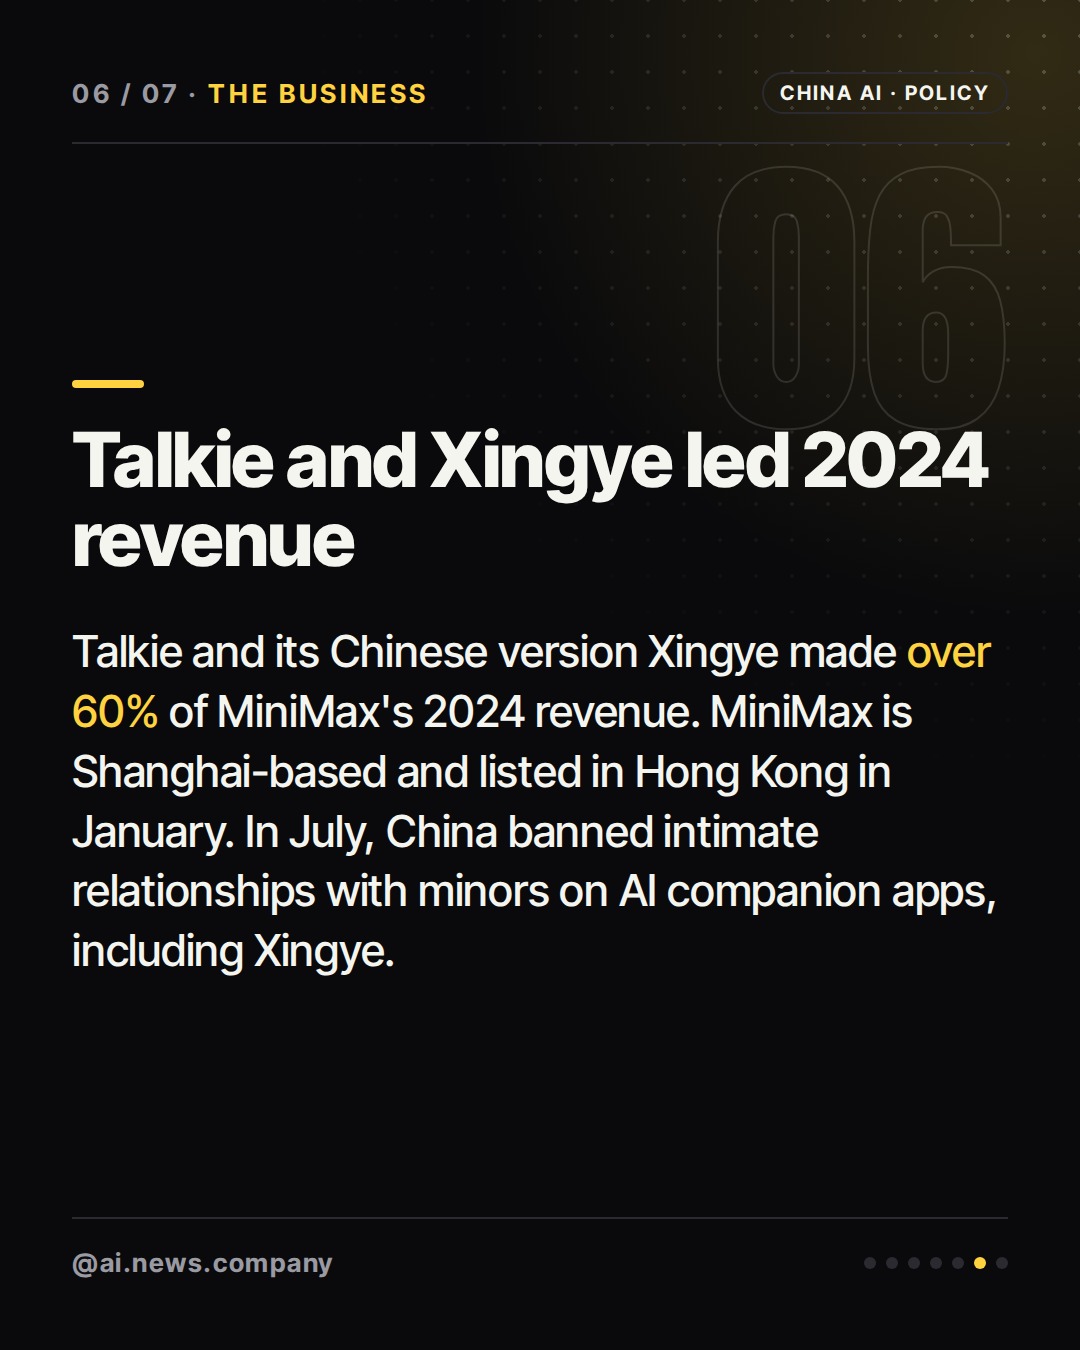 06 / 07 · THE BUSINESS
CHINA AI · POLICY
06
Talkie and Xingye led 2024
revenue
Talkie and its Chinese version Xingye made over
60% of MiniMax's 2024 revenue. MiniMax is
Shanghai-based and listed in Hong Kong in
January. In July, China banned intimate
relationships with minors on AI companion apps,
including Xingye.
@ai.news.company